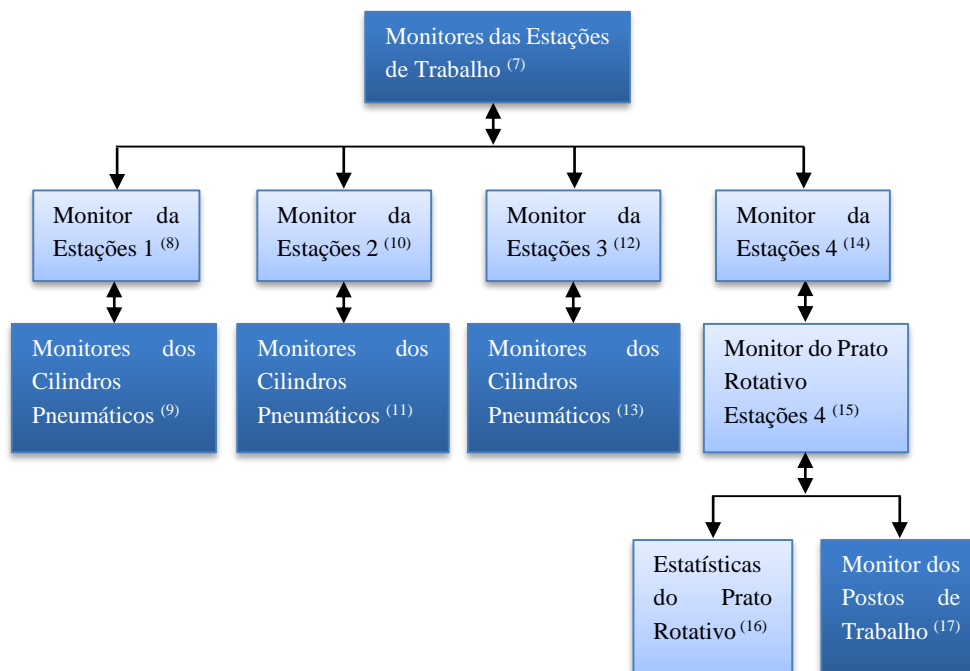 Monitores das Estações
de Trabalho (7)
Monitor da
Estações 1 (8)
Monitor da
Estações 2 (10)
Monitor da
Estações 3 (12)
Monitor da
Estações 4 (14)
Monitores dos
Cilindros
Pneumáticos (9)
Monitores dos
Cilindros
Pneumáticos (11)
Monitores dos
Cilindros
Pneumáticos (13)
Monitor do Prato
Rotativo
Estações 4 (15)
Estatísticas
do Prato
Rotativo (16)
Monitor dos
Postos de
Trabalho (17)